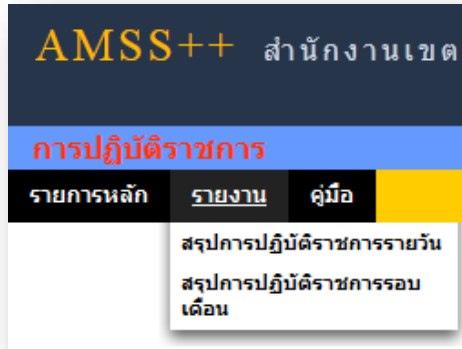 AMSS++ สำนักงานเขต
การปฏิบัติราชการ
รายการหลัก รายงาน คู่มือ
สรุปการปฏิบัติราชการรายวัน
สรุปการปฏิบัติราชการรอบ
เดือน